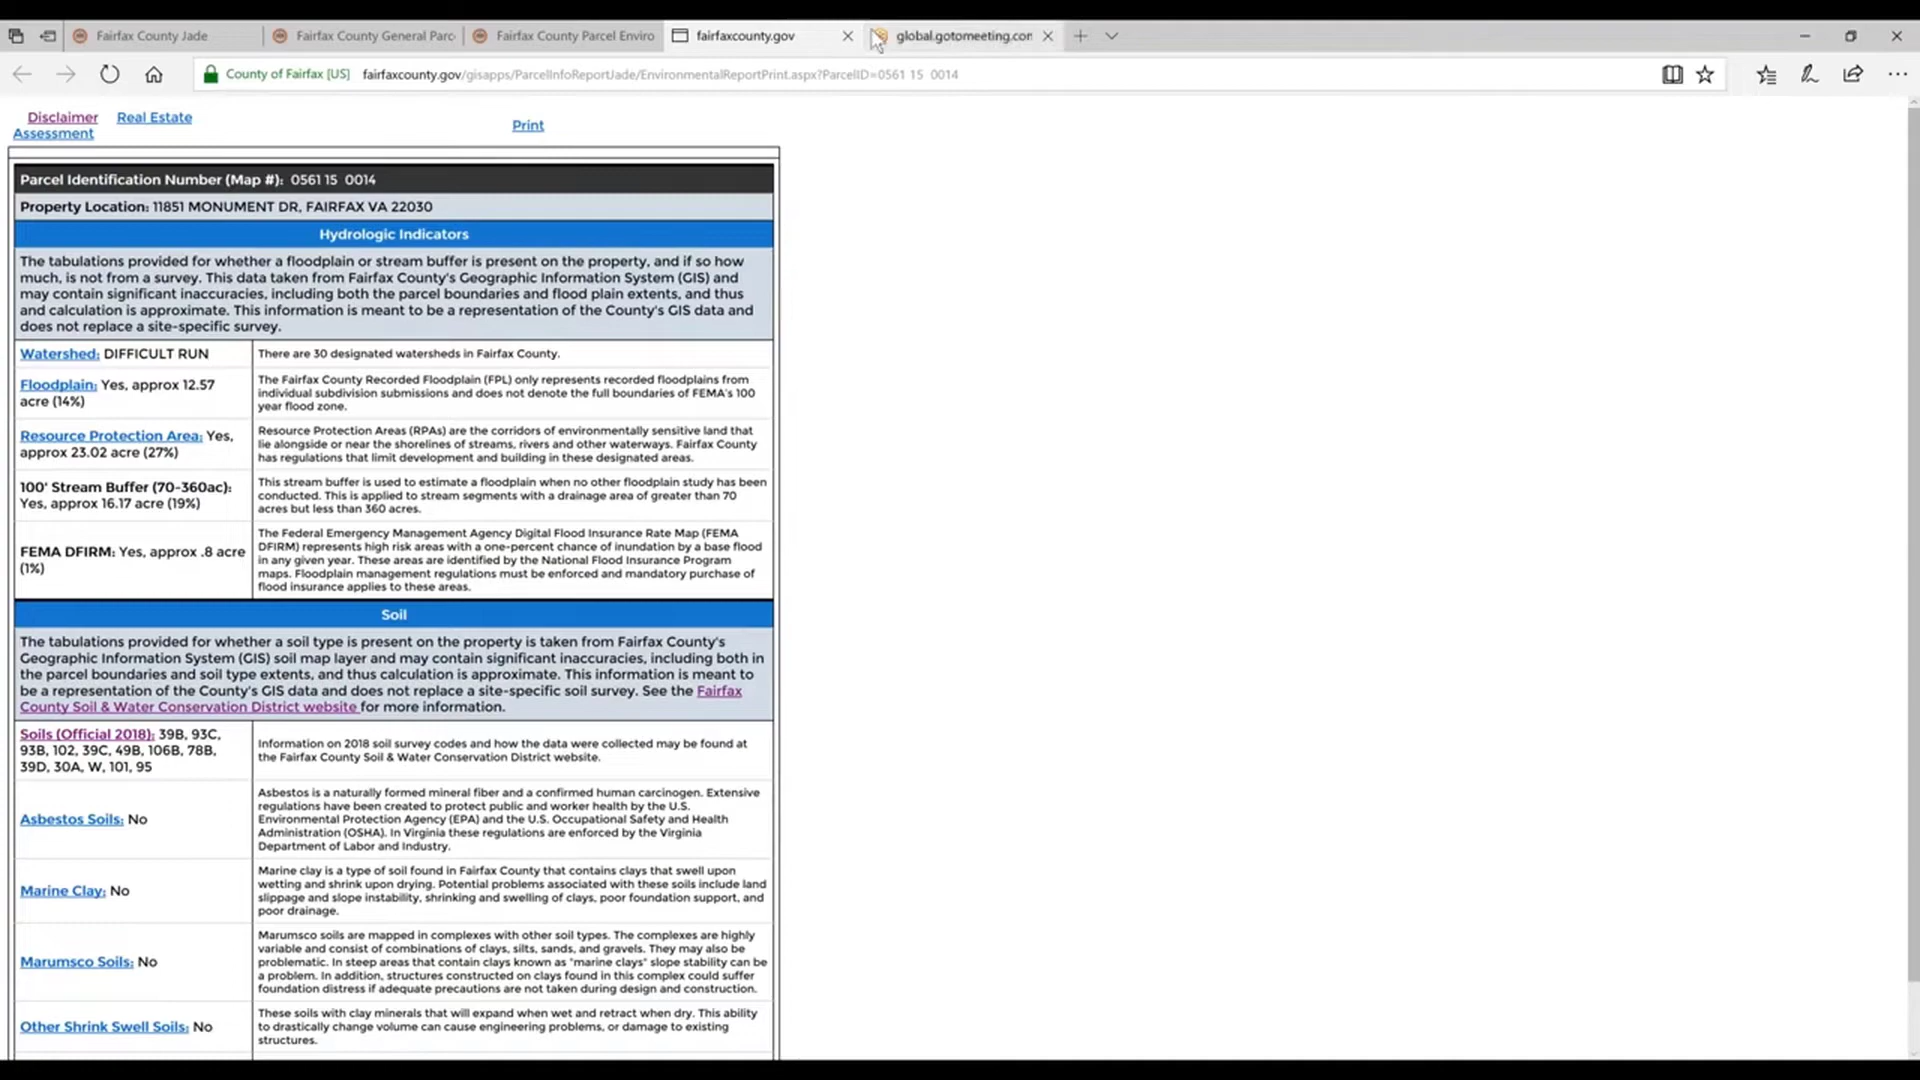 Fairfax County Jade
Fairfax County General Parc
Fairfax County Parcel Enviro
fairfaxcounty.gov
global.gotomeeting.con
County of Fairfax [US]
fairfaxcounty.gov/gisapps/ParcelInfoReportJade/EnvironmentalReportPrint.aspx?ParcelID=0561 15 0014
Disclaimer Real Estate
Assessment
Print
Parcel Identification Number (Map #): 0561 15 0014
Property Location: 11851 MONUMENT DR, FAIRFAX VA 22030
Hydrologic Indicators
The tabulations provided for whether a floodplain or stream buffer is present on the property, and if so how
much, is not from a survey. This data taken from Fairfax County's Geographic Information System (GIS) and
may contain significant inaccuracies, including both the parcel boundaries and flood plain extents, and thus
and calculation is approximate. This information is meant to be a representation of the County's GIS data and
does not replace a site-specific survey.
Watershed: DIFFICULT RUN
There are 30 designated watersheds in Fairfax County.
Floodplain: Yes, approx 12.57
acre (14%)
The Fairfax County Recorded Floodplain (FPL) only represents recorded floodplains from
individual subdivision submissions and does not denote the full boundaries of FEMA's 100
year flood zone.
Resource Protection Area: Yes,
approx 23.02 acre (27%)
Resource Protection Areas (RPAs) are the corridors of environmentally sensitive land that
lie alongside or near the shorelines of streams, rivers and other waterways. Fairfax County
has regulations that limit development and building in these designated areas.
100' Stream Buffer (70-360ac):
Yes, approx 16.17 acre (19%)
This stream buffer is used to estimate a floodplain when no other floodplain study has been
conducted. This is applied to stream segments with a drainage area of greater than 70
acres but less than 360 acres.
FEMA DFIRM: Yes, approx .8 acre
(1%)
The Federal Emergency Management Agency Digital Flood Insurance Rate Map (FEMA
DFIRM) represents high risk areas with a one-percent chance of inundation by a base flood
in any given year. These areas are identified by the National Flood Insurance Program
maps. Floodplain management regulations must be enforced and mandatory purchase of
flood insurance applies to these areas.
Soil
The tabulations provided for whether a soil type is present on the property is taken from Fairfax County's
Geographic Information System (GIS) soil map layer and may contain significant inaccuracies, including both in
the parcel boundaries and soil type extents, and thus calculation is approximate. This information is meant to
be a representation of the County's GIS data and does not replace a site-specific soil survey. See the Fairfax
County Soil & Water Conservation District website for more information.
Soils (Official 2018): 39B, 93C,
93B, 102, 39C, 49B, 106B, 78B,
39D, 30A, W, 101, 95
Information on 2018 soil survey codes and how the data were collected may be found at
the Fairfax County Soil & Water Conservation District website.
Asbestos Soils: No
Asbestos is a naturally formed mineral fiber and a confirmed human carcinogen. Extensive
regulations have been created to protect public and worker health by the U.S.
Environmental Protection Agency (EPA) and the U.S. Occupational Safety and Health
Administration (OSHA). In Virginia these regulations are enforced by the Virginia
Department of Labor and Industry.
Marine Clay: No
Marine clay is a type of soil found in Fairfax County that contains clays that swell upon
wetting and shrink upon drying. Potential problems associated with these soils include land
slippage and slope instability, shrinking and swelling of clays, poor foundation support, and
poor drainage.
Marumsco Soils: No
Marumsco soils are mapped in complexes with other soil types. The complexes are highly
variable and consist of combinations of clays, silts, sands, and gravels. They may also be
problematic. In steep areas that contain clays known as "marine clays" slope stability can be
a problem. In addition, structures constructed on clays found in this complex could suffer
foundation distress if adequate precautions are not taken during design and construction.
Other Shrink Swell Soils: No
These soils with clay minerals that will expand when wet and retract when dry. This ability
to drastically change volume can cause engineering problems, or damage to existing
structures.